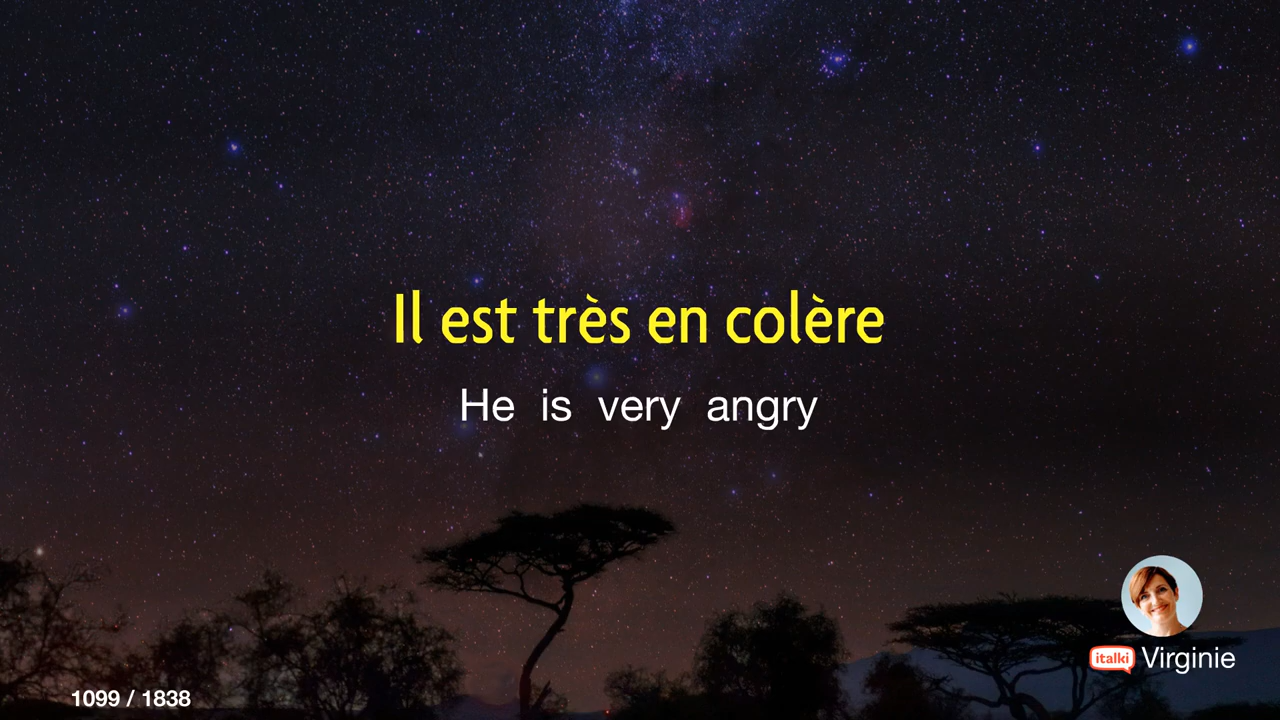 Il est très en colère
He is very angry
italki Virginie
1099 / 1838